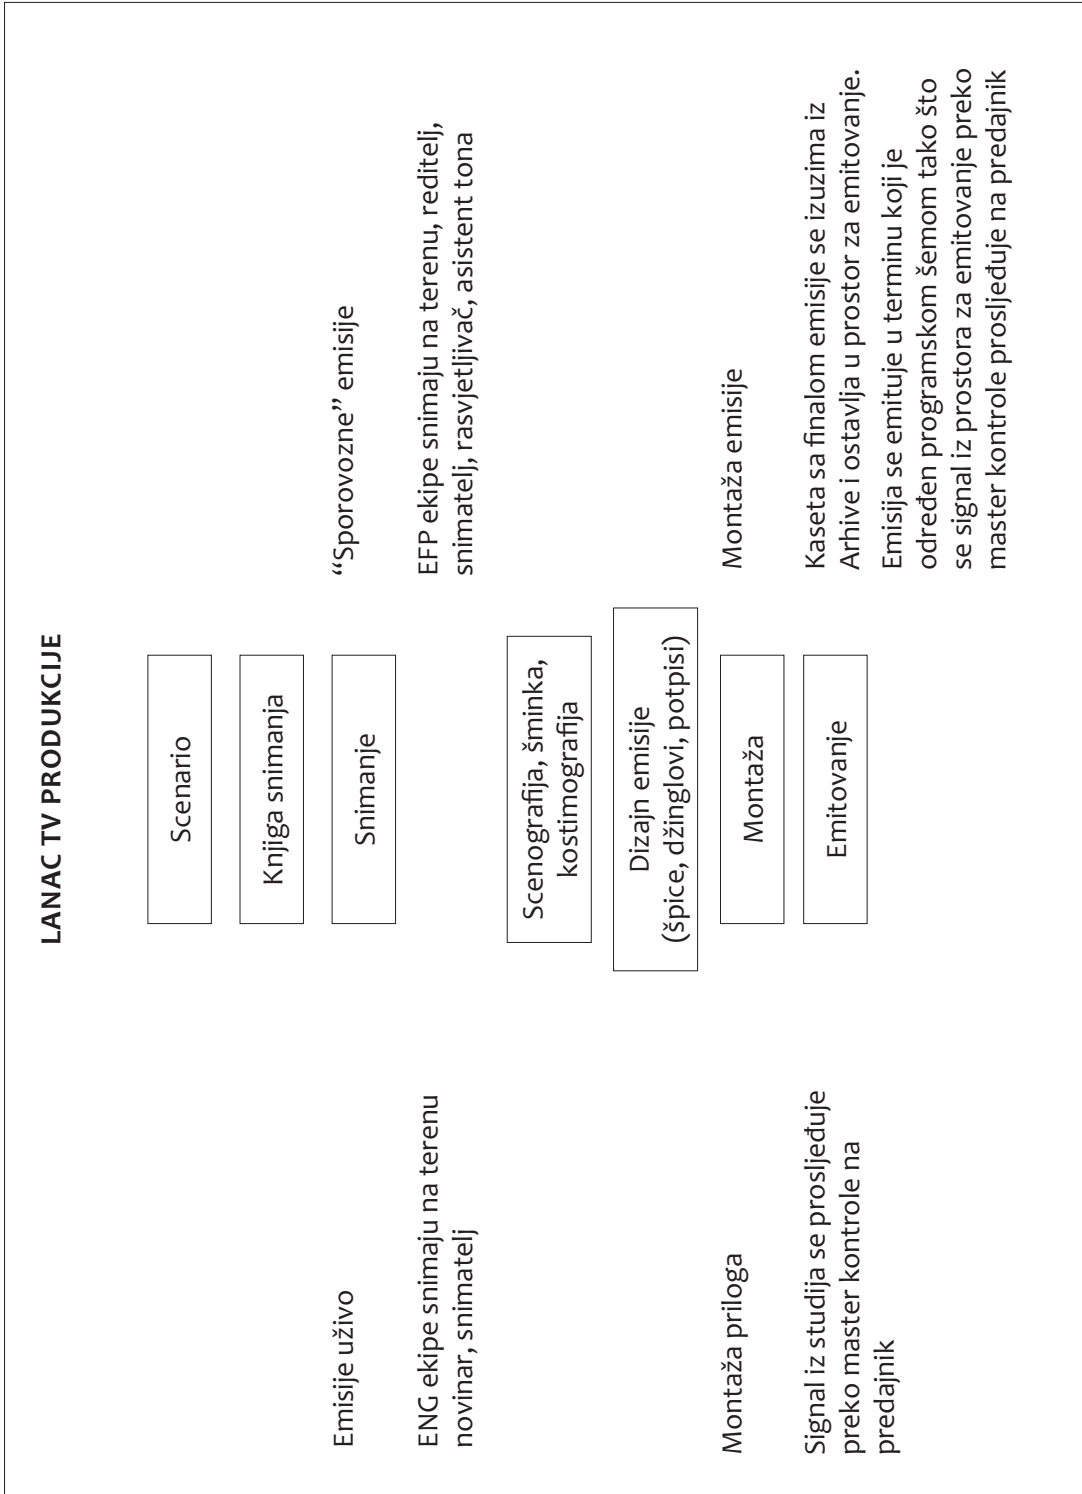 LANAC TV PRODUKCIJE
Scenario
Knjiga snimanja
Emisije uživo
Snimanje
“Sporovozne” emisije
ENG ekipe snimaju na terenu
novinar, snimatelj
EFP ekipe snimaju na terenu, reditelj,
snimatelj, rasvjetljivač, asistent tona
Scenografija, šminka,
kostimografija
Dizajn emisije
(špice, džinglovi, potpisi)
Montaža priloga
Montaža
Montaža emisije
Signal iz studija se prosljeđuje
preko master kontrole na
predajnik
Emitovanje
Kaseta sa finalom emisije se izuzima iz
Arhive i ostavlja u prostor za emitovanje.
Emisija se emituje u terminu koji je
određen programskom šemom tako što
se signal iz prostora za emitovanje preko
master kontrole prosljeđuje na predajnik